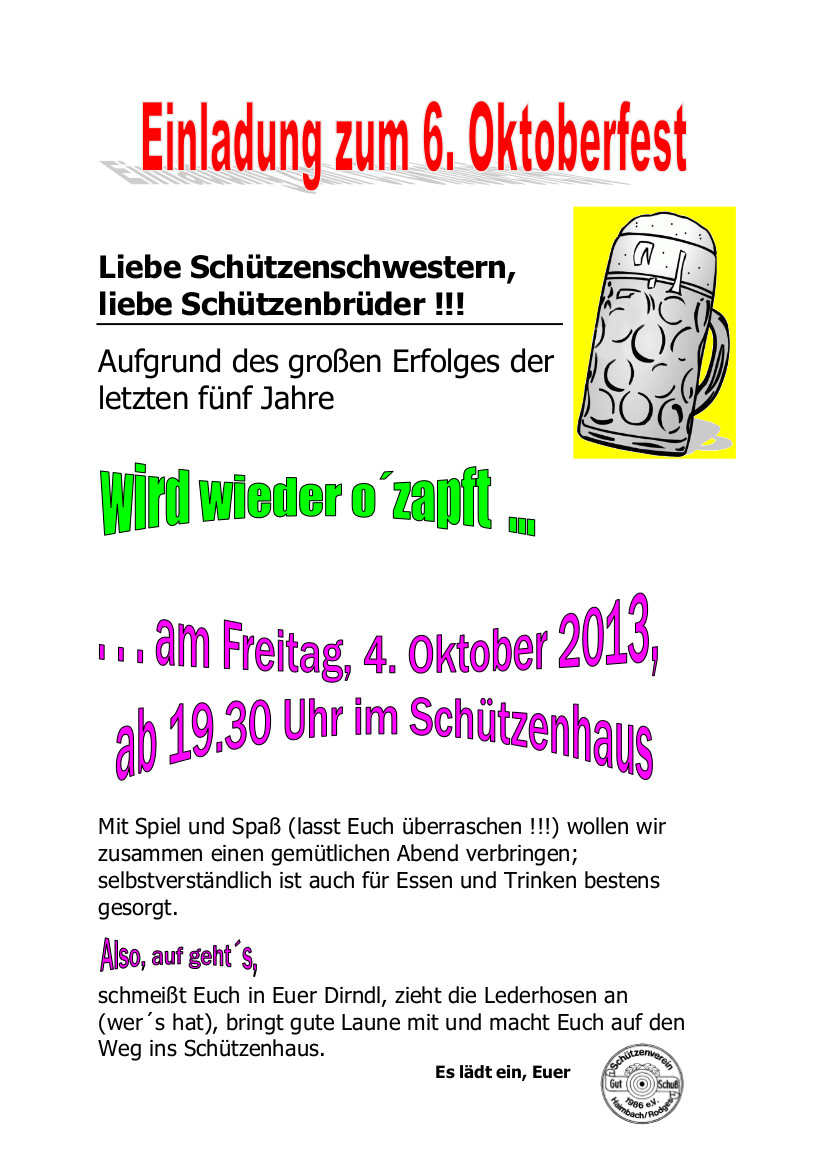 Einladung zum 6. Oktoberfest
Liebe Schützenschwestern,
liebe Schützenbrüder !!!
Aufgrund des großen Erfolges der
letzten fünf Jahre
Wird wieder o´zapft ...
. . . am Freitag, 4. Oktober 2013,
ab 19.30 Uhr im Schützenhaus
Mit Spiel und Spaß (lasst Euch überraschen !!!) wollen wir
zusammen einen gemütlichen Abend verbringen;
selbstverständlich ist auch für Essen und Trinken bestens
gesorgt.
Also, auf geht´s,
schmeißt Euch in Euer Dirndl, zieht die Lederhosen an
(wer´s hat), bringt gute Laune mit und macht Euch auf den
Weg ins Schützenhaus.
Es lädt ein, Euer
Schützenverein
Gut Schuß
1986 e.V.
Haimbach/Rodges